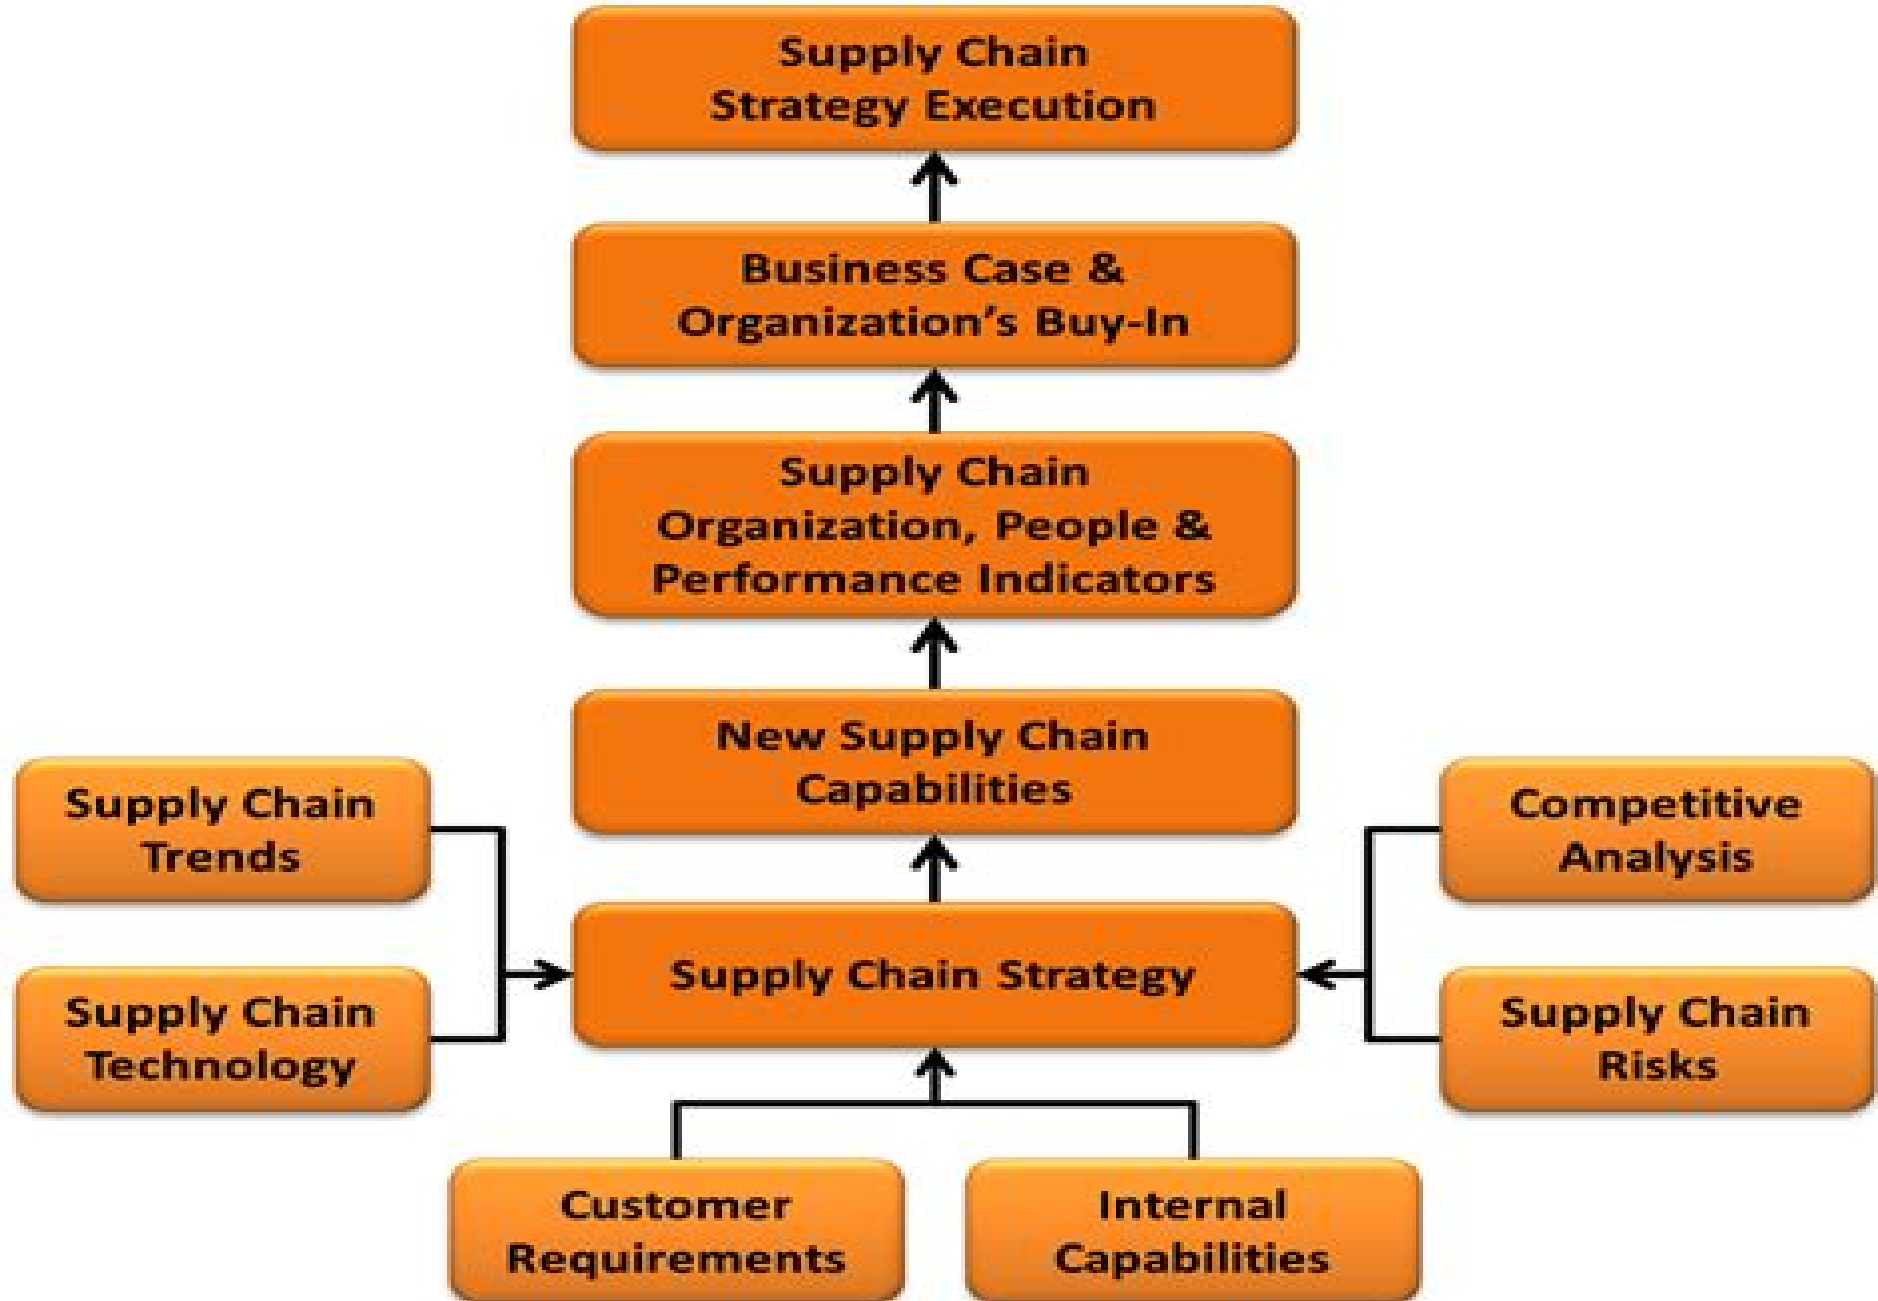 Supply Chain
Strategy Execution
Business Case &
Organization’s Buy-In
Supply Chain
Organization, People &
Performance Indicators
New Supply Chain
Capabilities
Supply Chain
Trends
Competitive
Analysis
Supply Chain Strategy
Supply Chain
Technology
Supply Chain
Risks
Customer
Requirements
Internal
Capabilities